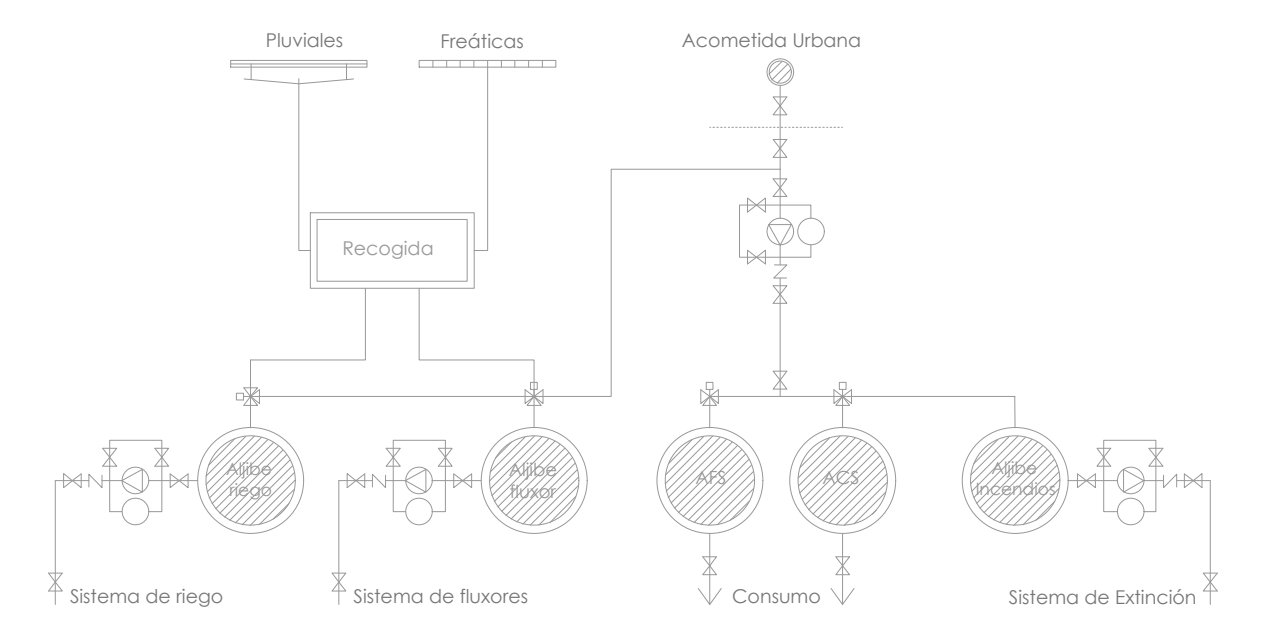 Pluviales
Freáticas
Acometida Urbana
Recogida
Aljibe
riego
Aljibe
fluxor
AFS
ACS
Aljibe
Incendios
Sistema de riego
Sistema de fluxores
Consumo
Sistema de Extinción